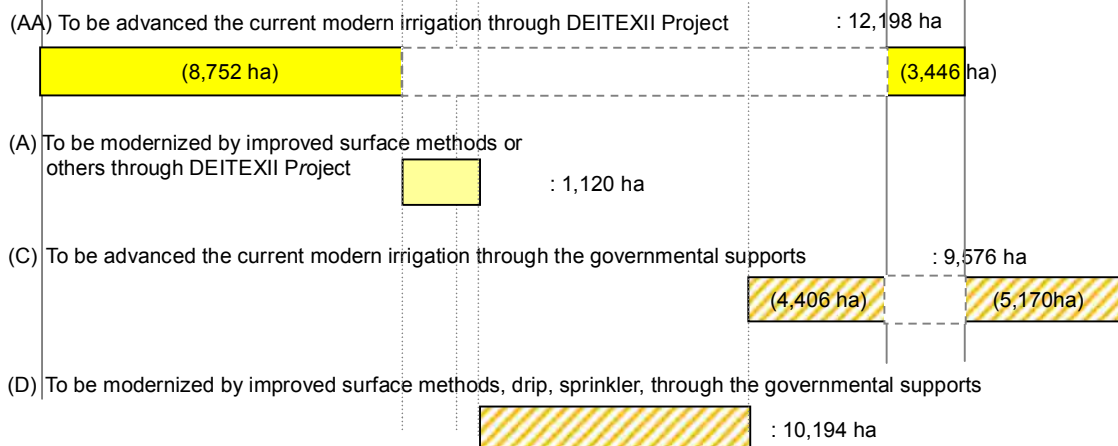 (AA) To be advanced the current modern irrigation through DEITEXII Project : 12,198 ha
(8,752 ha) (3,446 ha)
(A) To be modernized by improved surface methods or
others through DEITEXII Project
: 1,120 ha
(C) To be advanced the current modern irrigation through the governmental supports : 9,576 ha
(4,406 ha) (5,170ha)
(D) To be modernized by improved surface methods, drip, sprinkler, through the governmental supports
: 10,194 ha